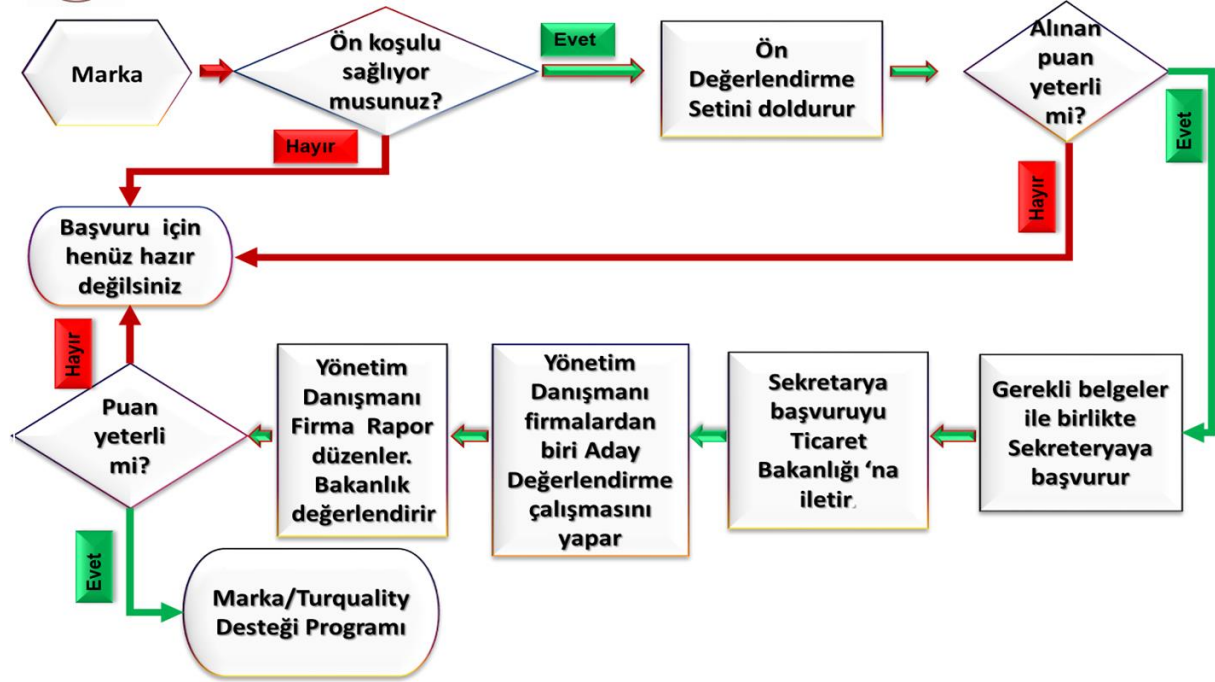 Marka
Ön koşulu
sağlıyor
musunuz?
Evet
Ön
Değerlendirme
Setini doldurur
Alınan
puan
yeterli
mi?
Evet
Hayır
Hayır
Başvuru için
henüz hazır
değilsiniz
Hayır
Puan
yeterli
mi?
Yönetim
Danışmanı
Firma Rapor
düzenler.
Bakanlık
değerlendirir
Yönetim
Danışmanı
firmalardan
biri Aday
Değerlendirme
çalışmasını
yapar
Sekretarya
başvuruyu
Ticaret
Bakanlığı ‘na
iletir.
Gerekli belgeler
ile birlikte
Sekreteryaya
başvurur
Evet
Marka/Turquality
Desteği Programı